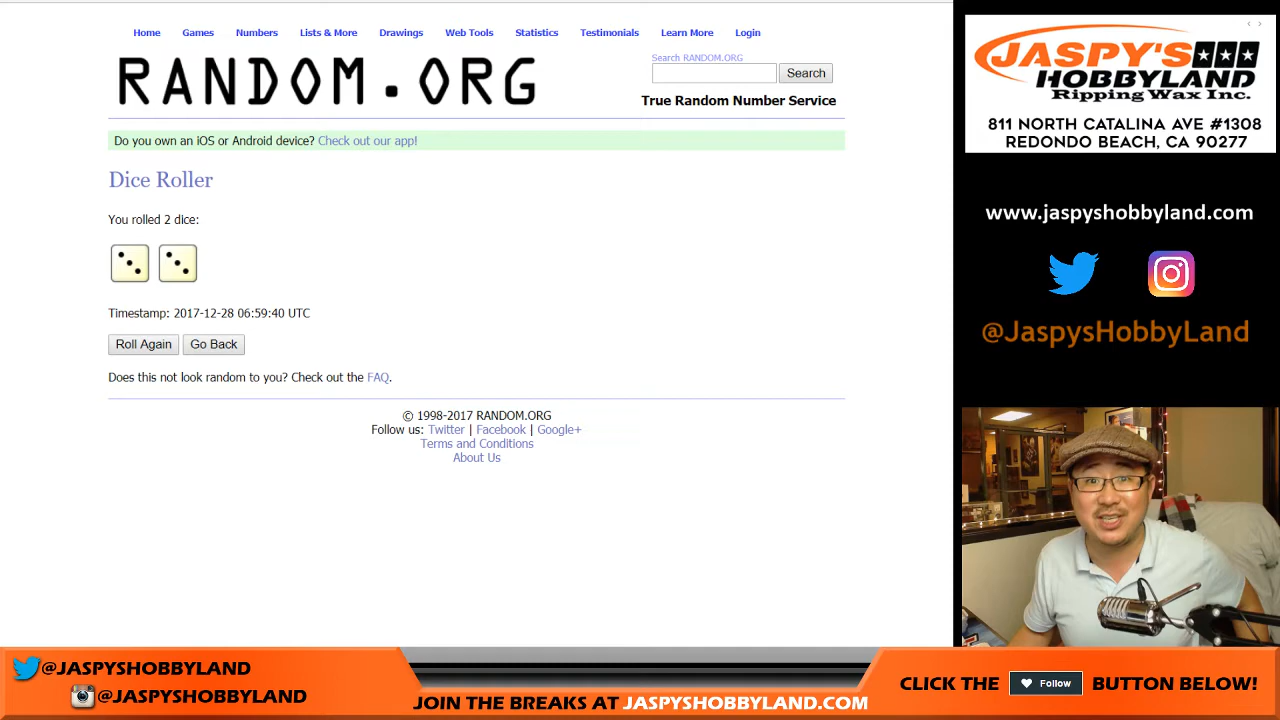 Home Games Numbers Lists & More Drawings Web Tools Statistics Testimonials Learn More Login
RANDOM.ORG
Search RANDOM.ORG
Search
True Random Number Service
Do you own an iOS or Android device? Check out our app!
Dice Roller
You rolled 2 dice:
Timestamp: 2017-12-28 06:59:40 UTC
Roll Again Go Back
Does this not look random to you? Check out the FAQ.
© 1998-2017 RANDOM.ORG
Follow us: Twitter | Facebook | Google+
Terms and Conditions
About Us
JASPY'S
HOBBYLAND
Ripping Wax Inc.
811 NORTH CATALINA AVE #1308
REDONDO BEACH, CA 90277
www.jaspyshobbyland.com
@JaspysHobbyLand
@JASPYSHOBBYLAND
@JASPYSHOBBYLAND
JOIN THE BREAKS AT JASPYSHOBBYLAND.COM
CLICK THE Follow BUTTON BELOW!